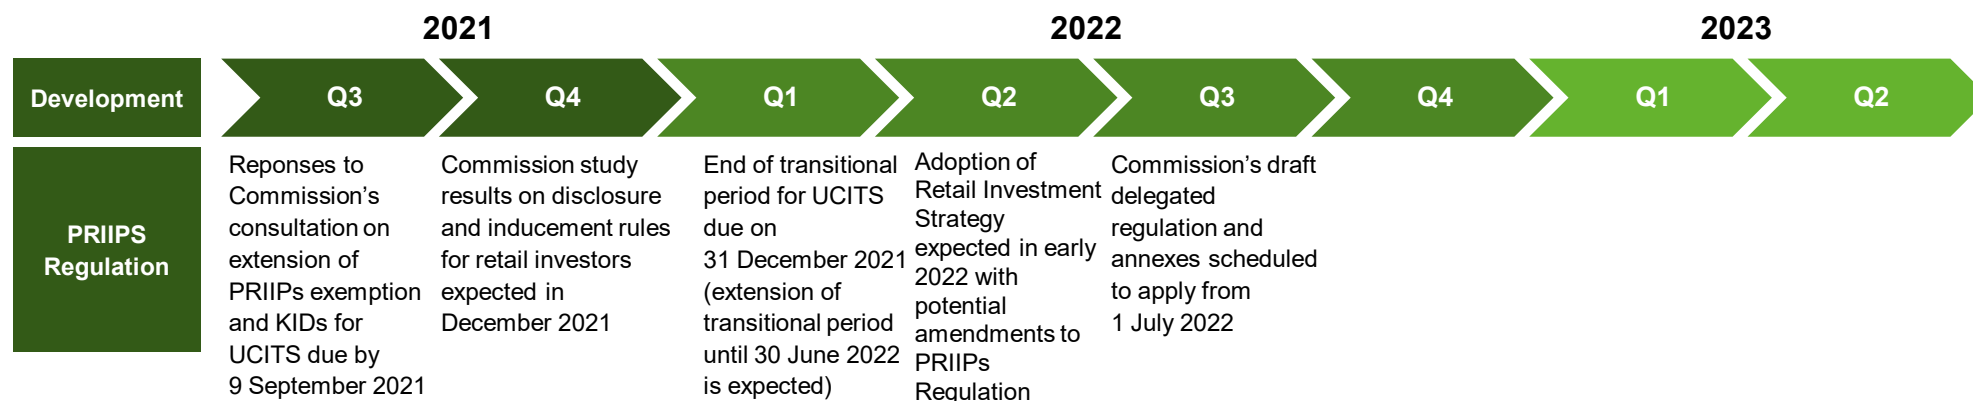 2021
2022
2023
Development
Q3
Q4
Q1
Q2
Q3
Q4
Q1
Q2
PRIIPS
Regulation
Reponses to
Commission’s
consultation on
extension of
PRIIPs exemption
and KIDs for
UCITS due by
9 September 2021
Commission study
results on disclosure
and inducement rules
for retail investors
expected in
December 2021
End of transitional
period for UCITS
due on
31 December 2021
(extension of
transitional period
until 30 June 2022
is expected)
Adoption of
Retail Investment
Strategy
expected in early
2022 with
potential
amendments to
PRIIPs
Regulation
Commission’s draft
delegated
regulation and
annexes scheduled
to apply from
1 July 2022